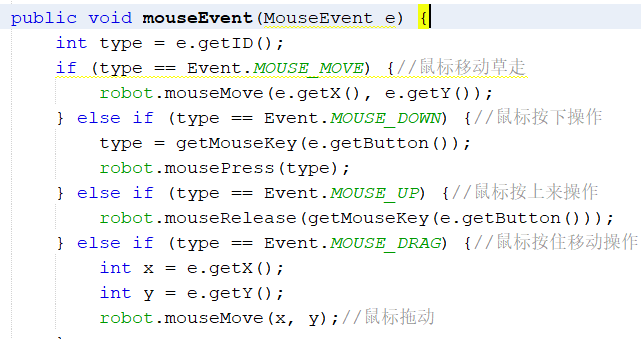 public void mouseEvent(MouseEvent e) {
int type = e.getID();
if (type == Event.MOUSE_MOVE) {//鼠标移动草走
robot.mouseMove(e.getX(), e.getY());
} else if (type == Event.MOUSE_DOWN) {//鼠标按下操作
type = getMouseKey(e.getButton());
robot.mousePress(type);
} else if (type == Event.MOUSE_UP) {//鼠标按上来操作
robot.mouseRelease(getMouseKey(e.getButton()));
} else if (type == Event.MOUSE_DRAG) {//鼠标按住移动操作
int x = e.getX();
int y = e.getY();
robot.mouseMove(x, y);//鼠标拖动